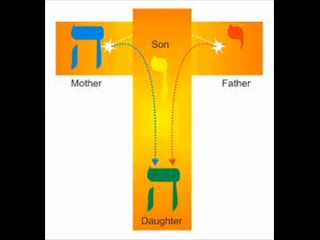 ה
Son
י
ו
Mother
Father
ה
Daughter